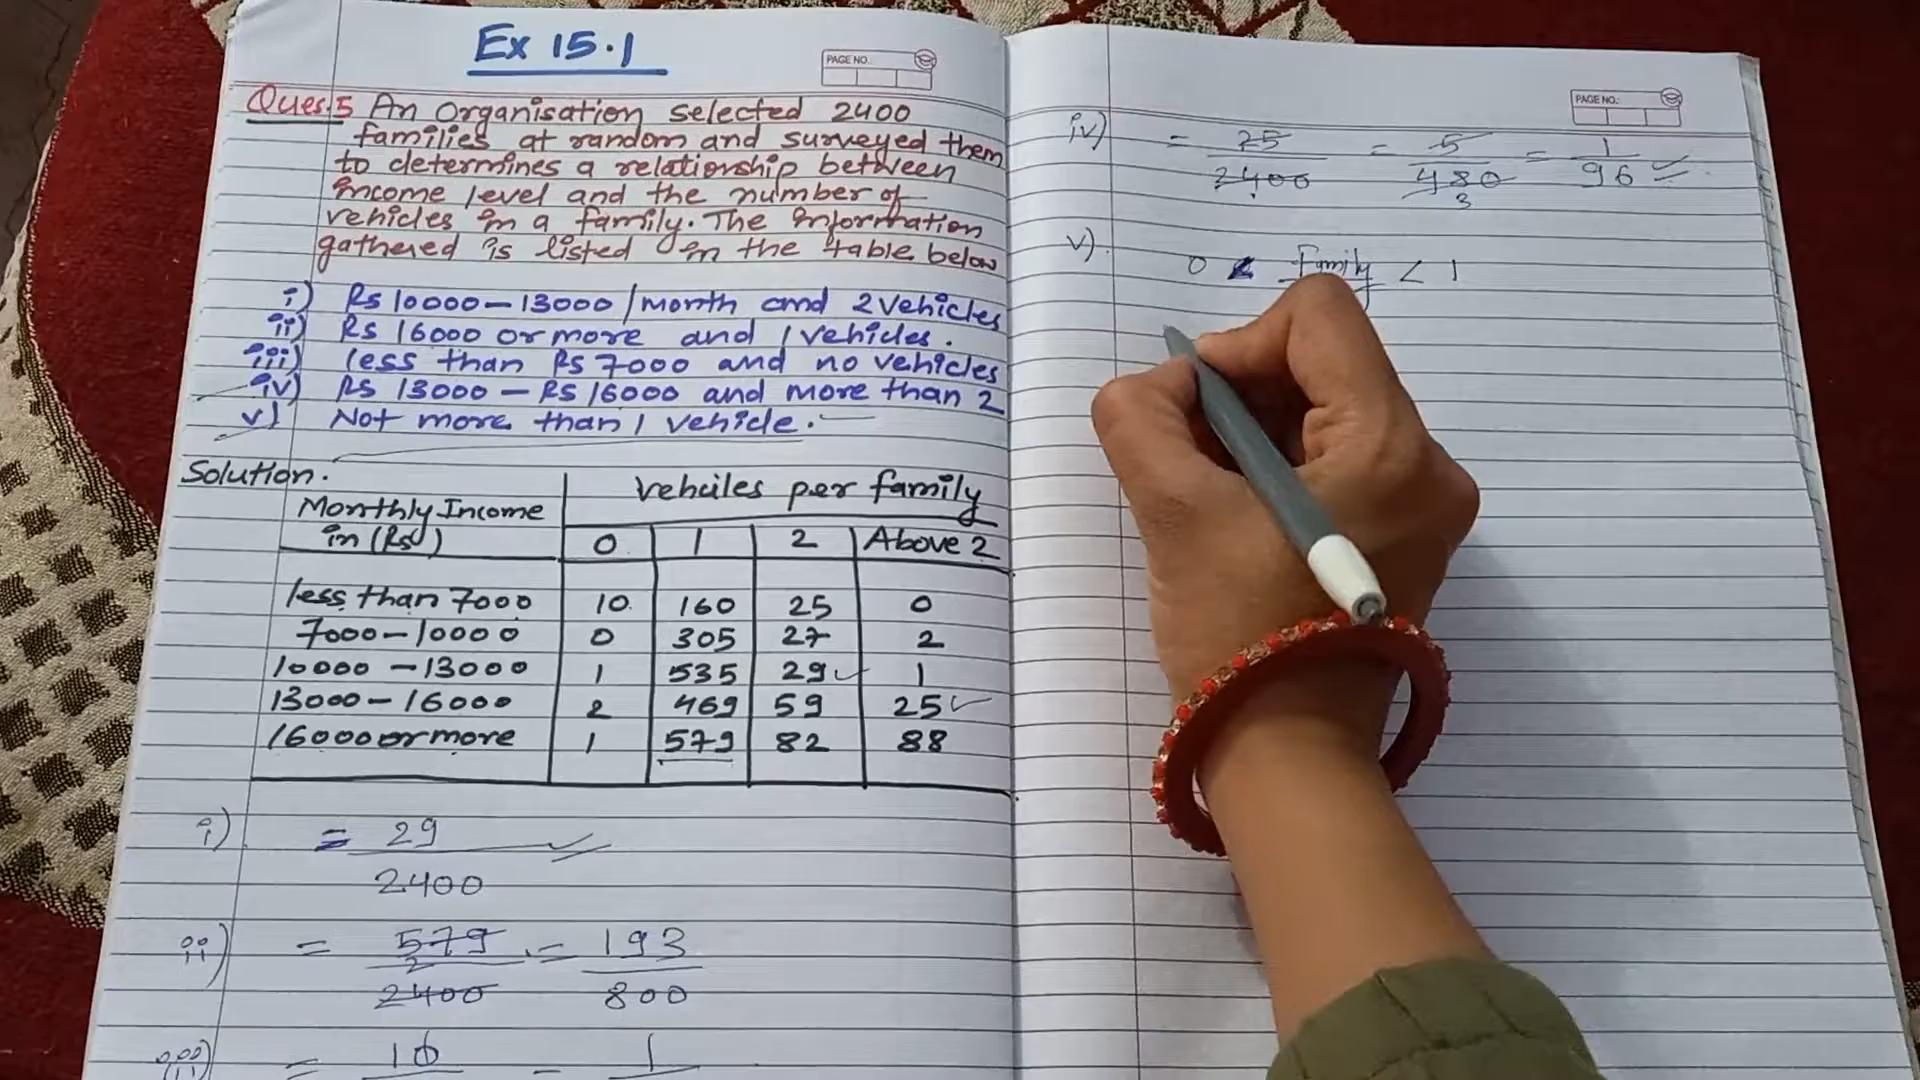 Ex 15.1
PAGE NO.
Ques.5 An Organisation selected 2400
families at random and surveyed them
to determines a relationship between
income level and the number of
vehicles in a family. The information
gathered is listed in the table below
i) Rs 10000-13000/month and 2 vehicles
ii) Rs 16000 or more and 1 vehicles.
iii) less than Rs 7000 and no vehicles
iv) Rs 13000 - Rs 16000 and more than 2
v) Not more than 1 vehicle.
Solution.
Monthly Income in (Rs) vehciles per family
0 1 2 Above 2
less than 7000 10 160 25 0
7000-10000 0 305 27 2
10000-13000 1 535 29 1
13000-16000 2 469 59 25
16000 or more 1 579 82 88
i) = 29
2400
ii) = 579 = 193
2400 800
iii) = 10 = 1
PAGE NO.:
iv) = 25 = 5 = 1
2400 480 96
v) 0 Family < 1